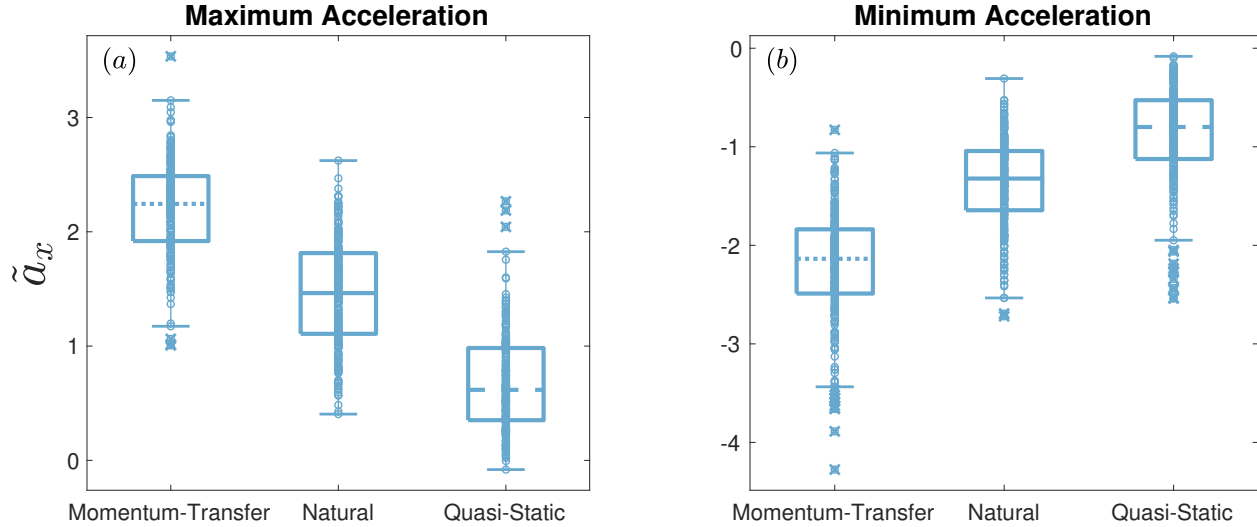 Maximum Acceleration
(a)
3
2
1
0
ãₓ
Momentum-Transfer Natural Quasi-Static
Minimum Acceleration
(b)
0
-1
-2
-3
-4
Momentum-Transfer Natural Quasi-Static